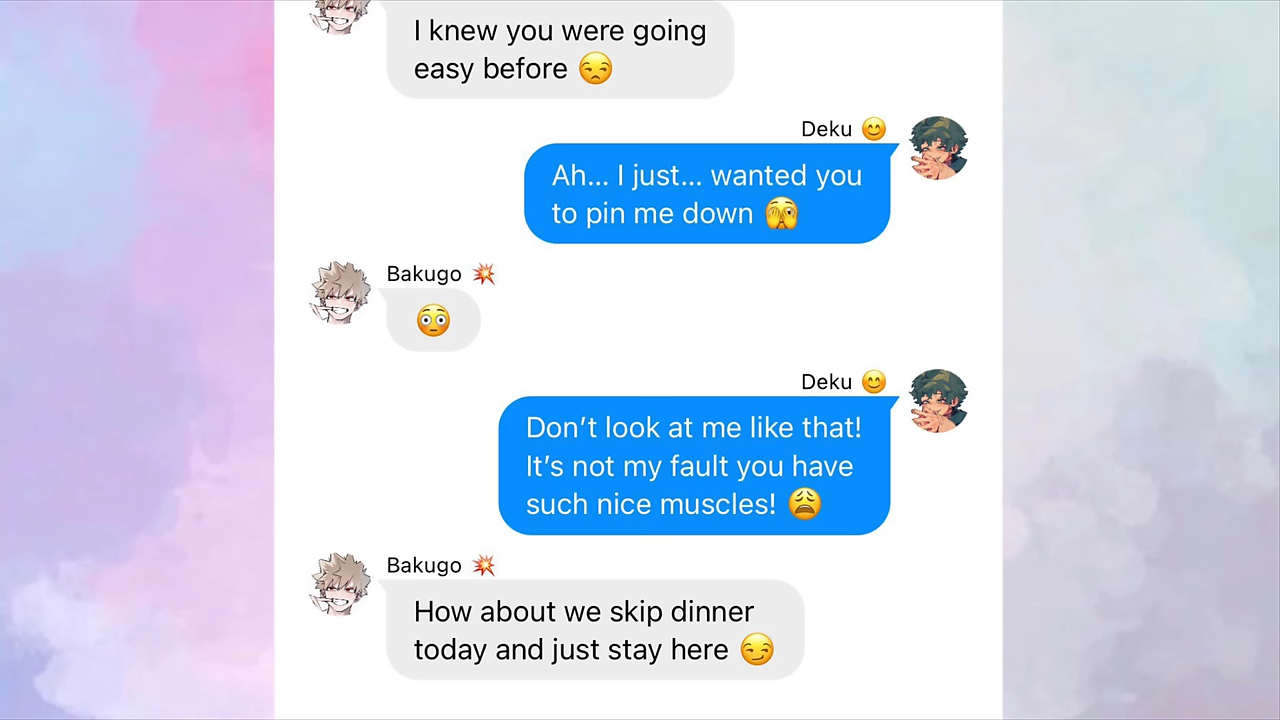 I knew you were going
easy before 😒
Deku 😊
Ah... I just... wanted you
to pin me down 🫣
Bakugo 💥
😳
Deku 😊
Don’t look at me like that!
It’s not my fault you have
such nice muscles! 😩
Bakugo 💥
How about we skip dinner
today and just stay here 😏